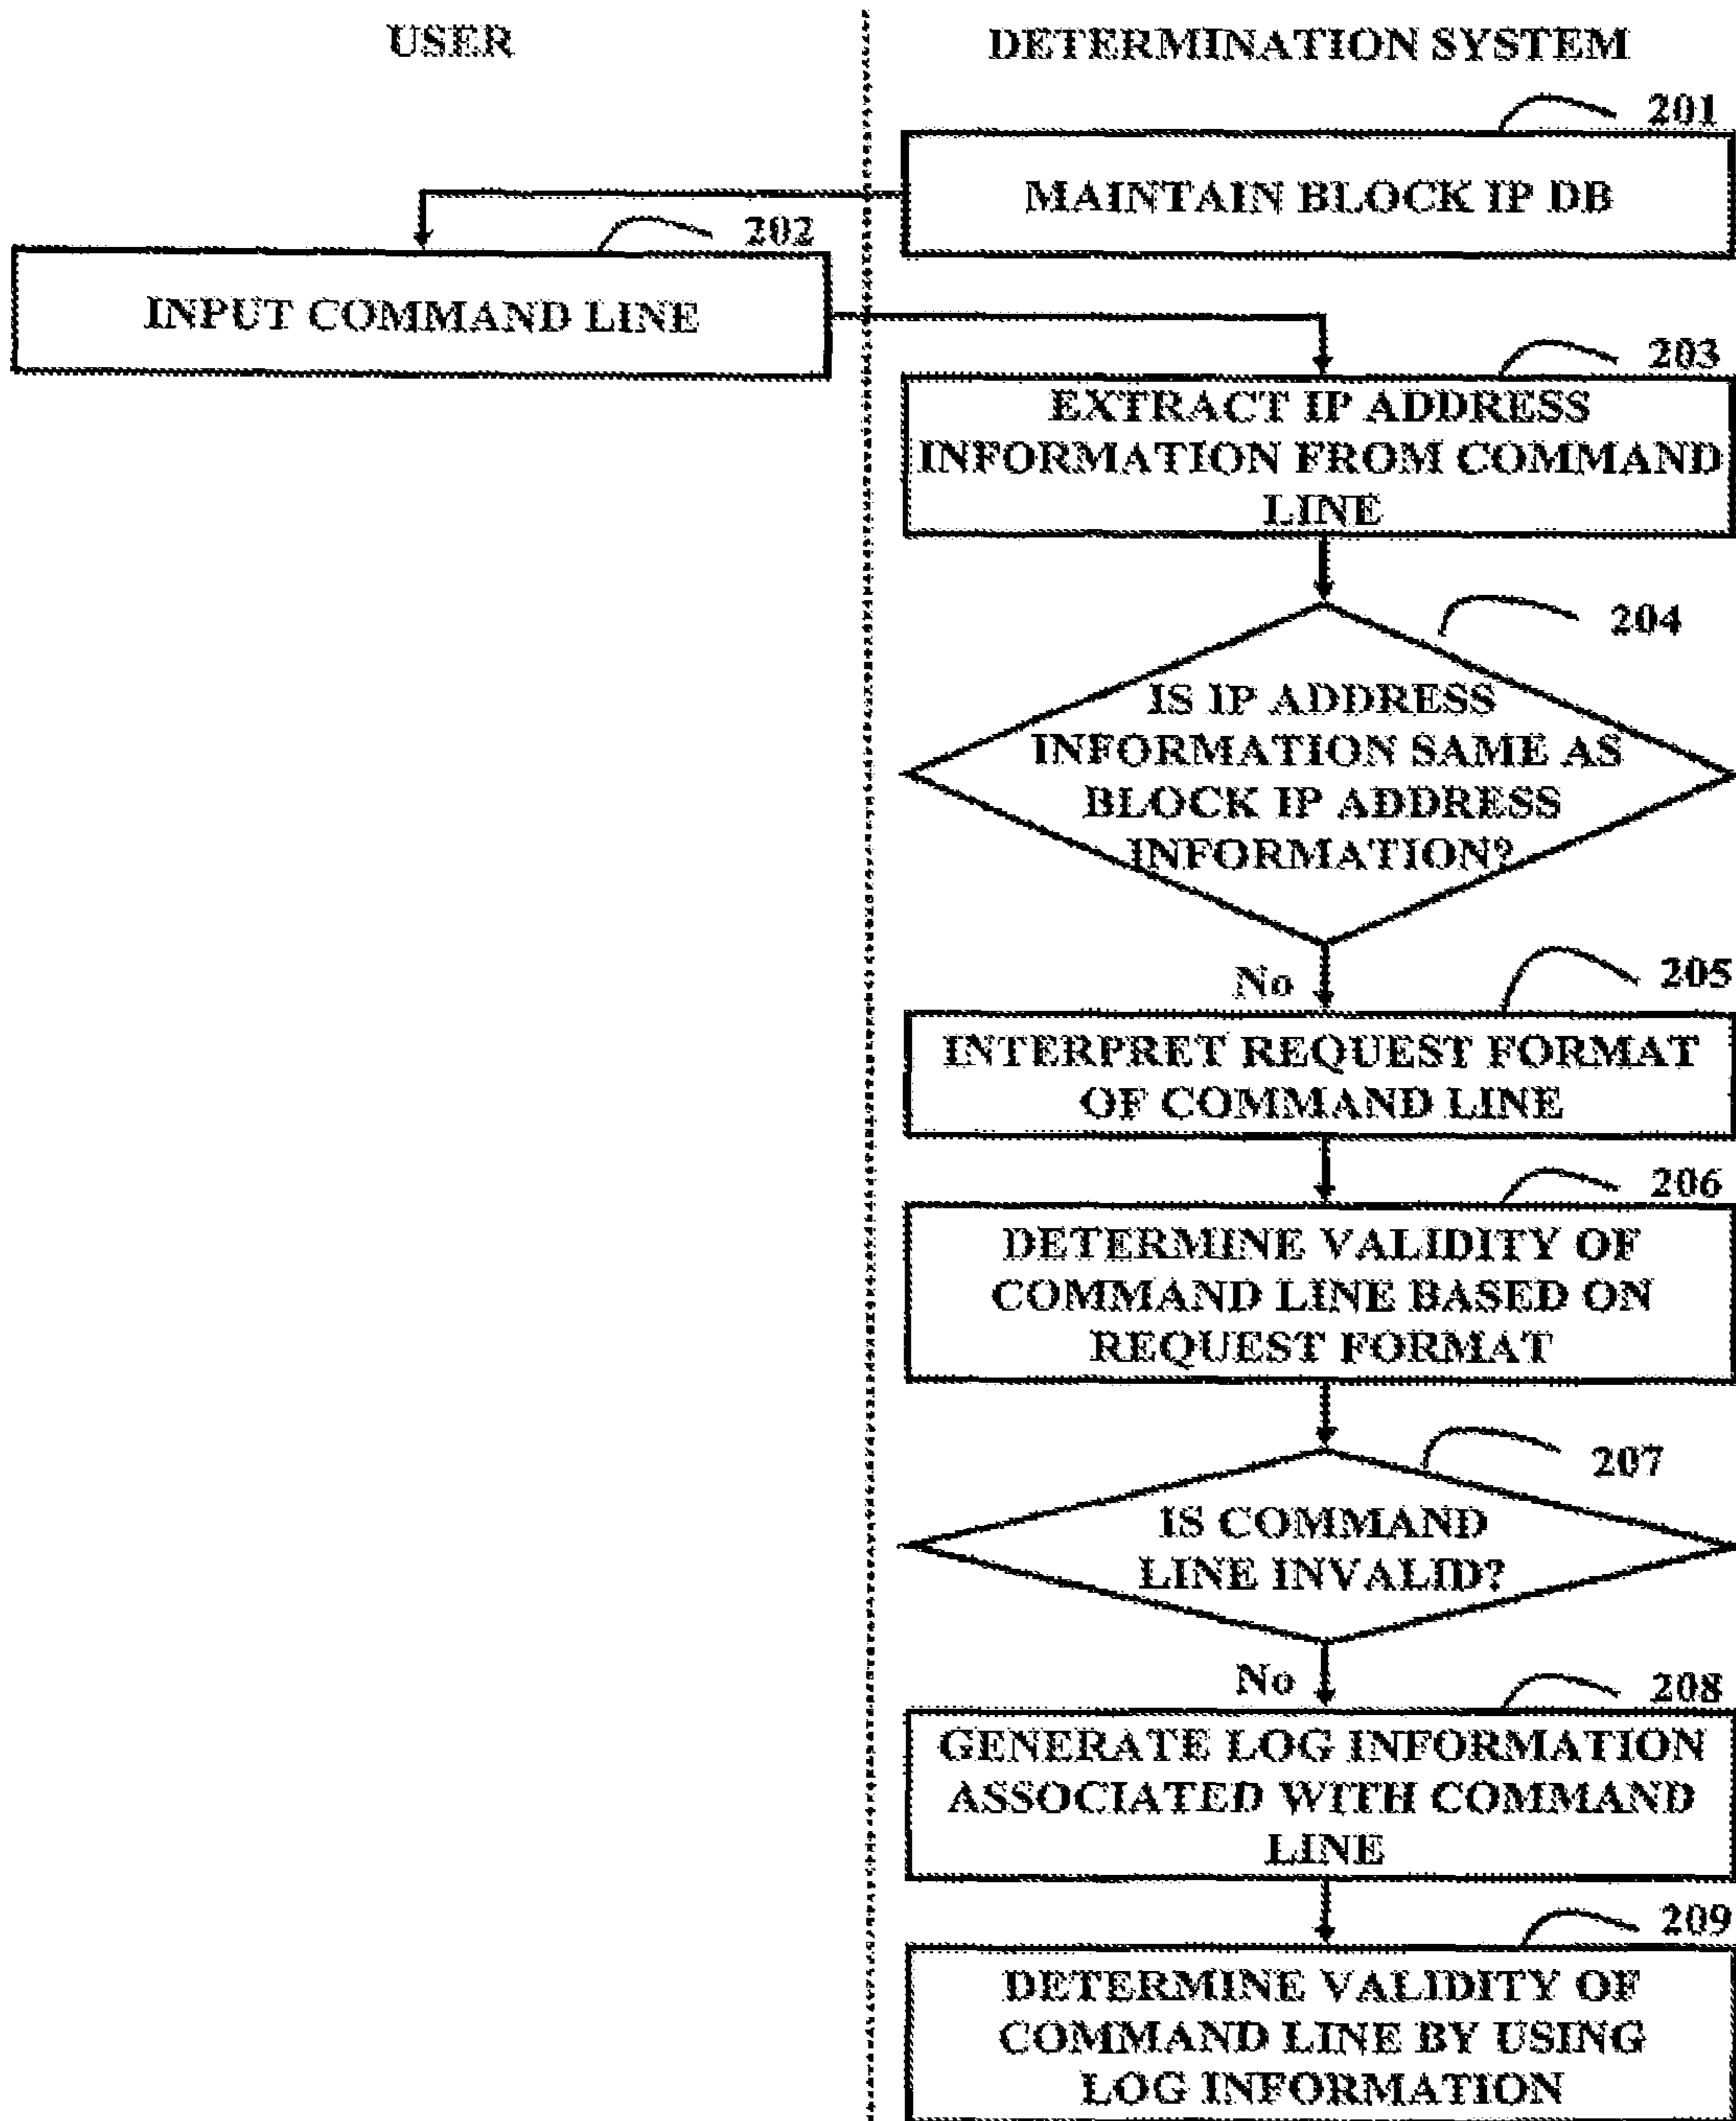 USER
DETERMINATION SYSTEM
201
MAINTAIN BLOCK IP DB
202
INPUT COMMAND LINE
203
EXTRACT IP ADDRESS
INFORMATION FROM COMMAND
LINE
204
IS IP ADDRESS
INFORMATION SAME AS
BLOCK IP ADDRESS
INFORMATION?
No
205
INTERPRET REQUEST FORMAT
OF COMMAND LINE
206
DETERMINE VALIDITY OF
COMMAND LINE BASED ON
REQUEST FORMAT
207
IS COMMAND
LINE INVALID?
No
208
GENERATE LOG INFORMATION
ASSOCIATED WITH COMMAND
LINE
209
DETERMINE VALIDITY OF
COMMAND LINE BY USING
LOG INFORMATION